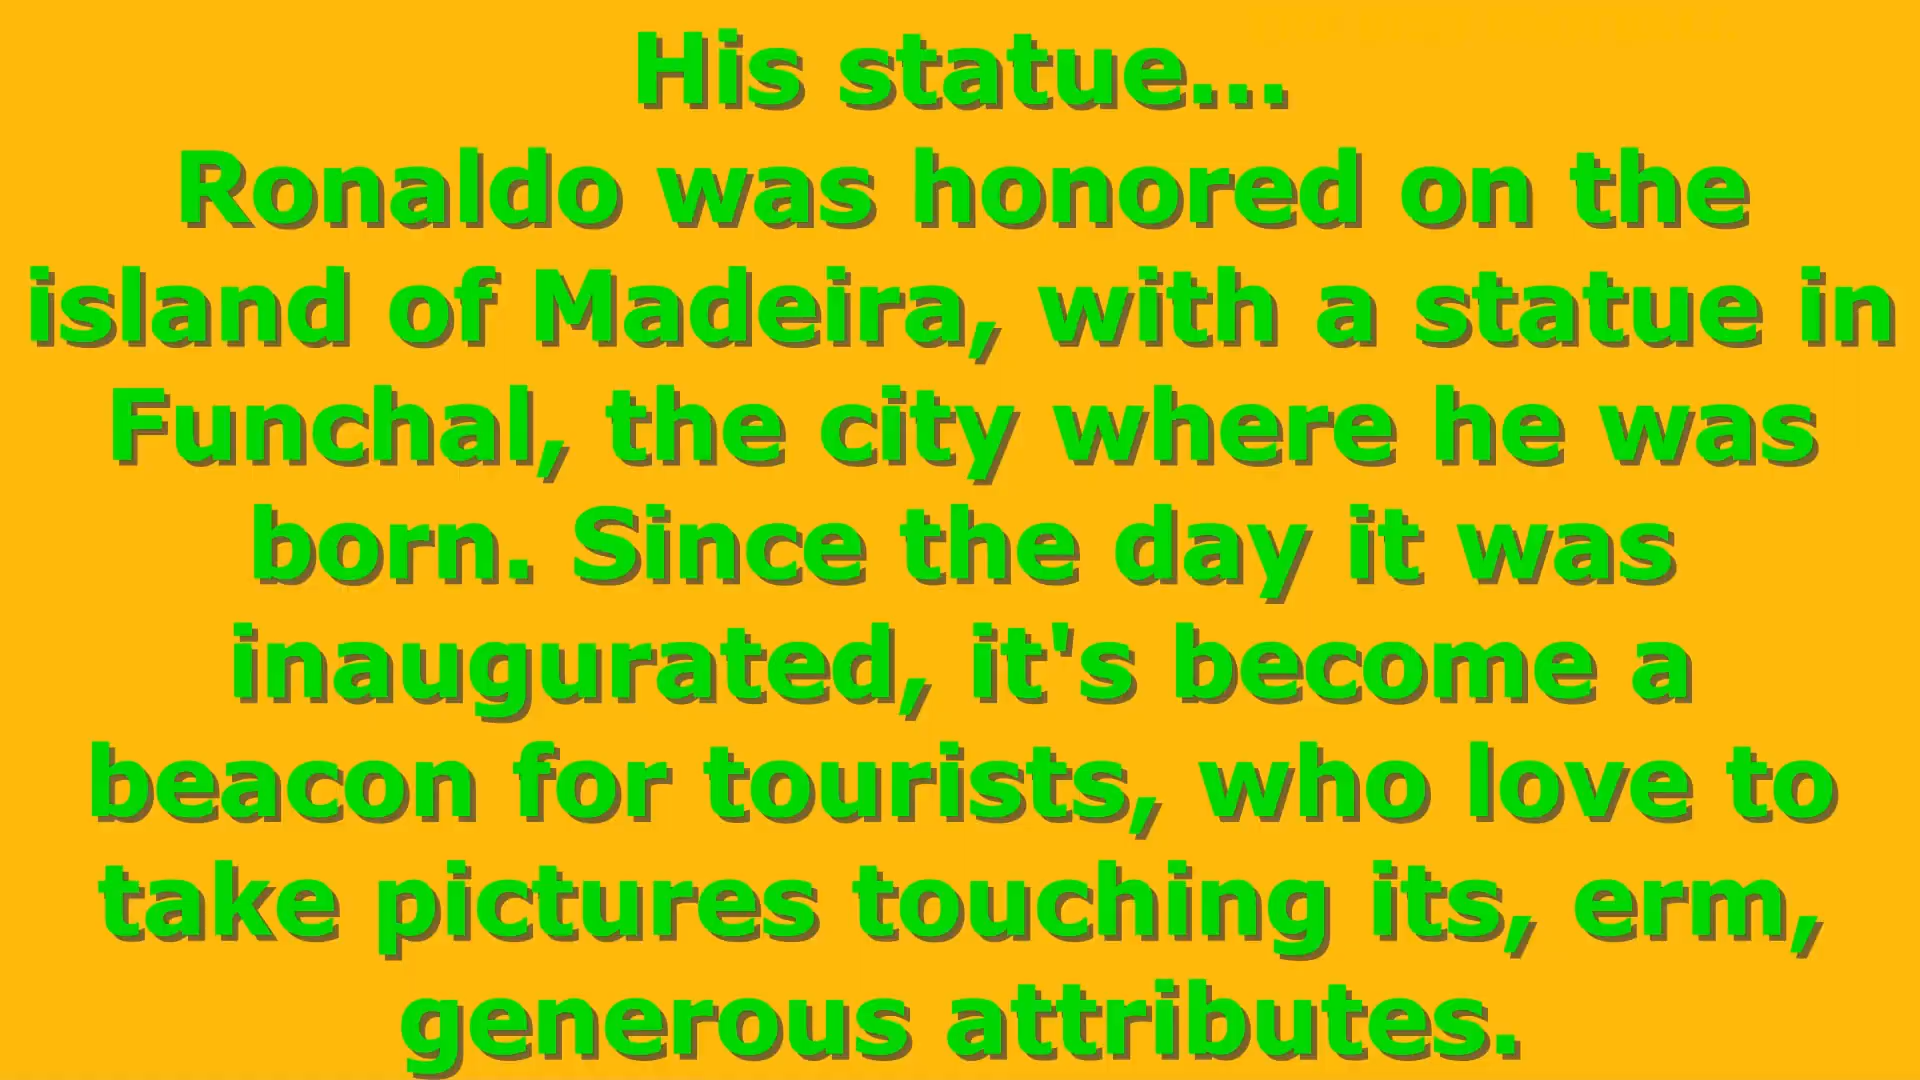 His statue...
Ronaldo was honored on the
island of Madeira, with a statue in
Funchal, the city where he was
born. Since the day it was
inaugurated, it's become a
beacon for tourists, who love to
take pictures touching its, erm,
generous attributes.